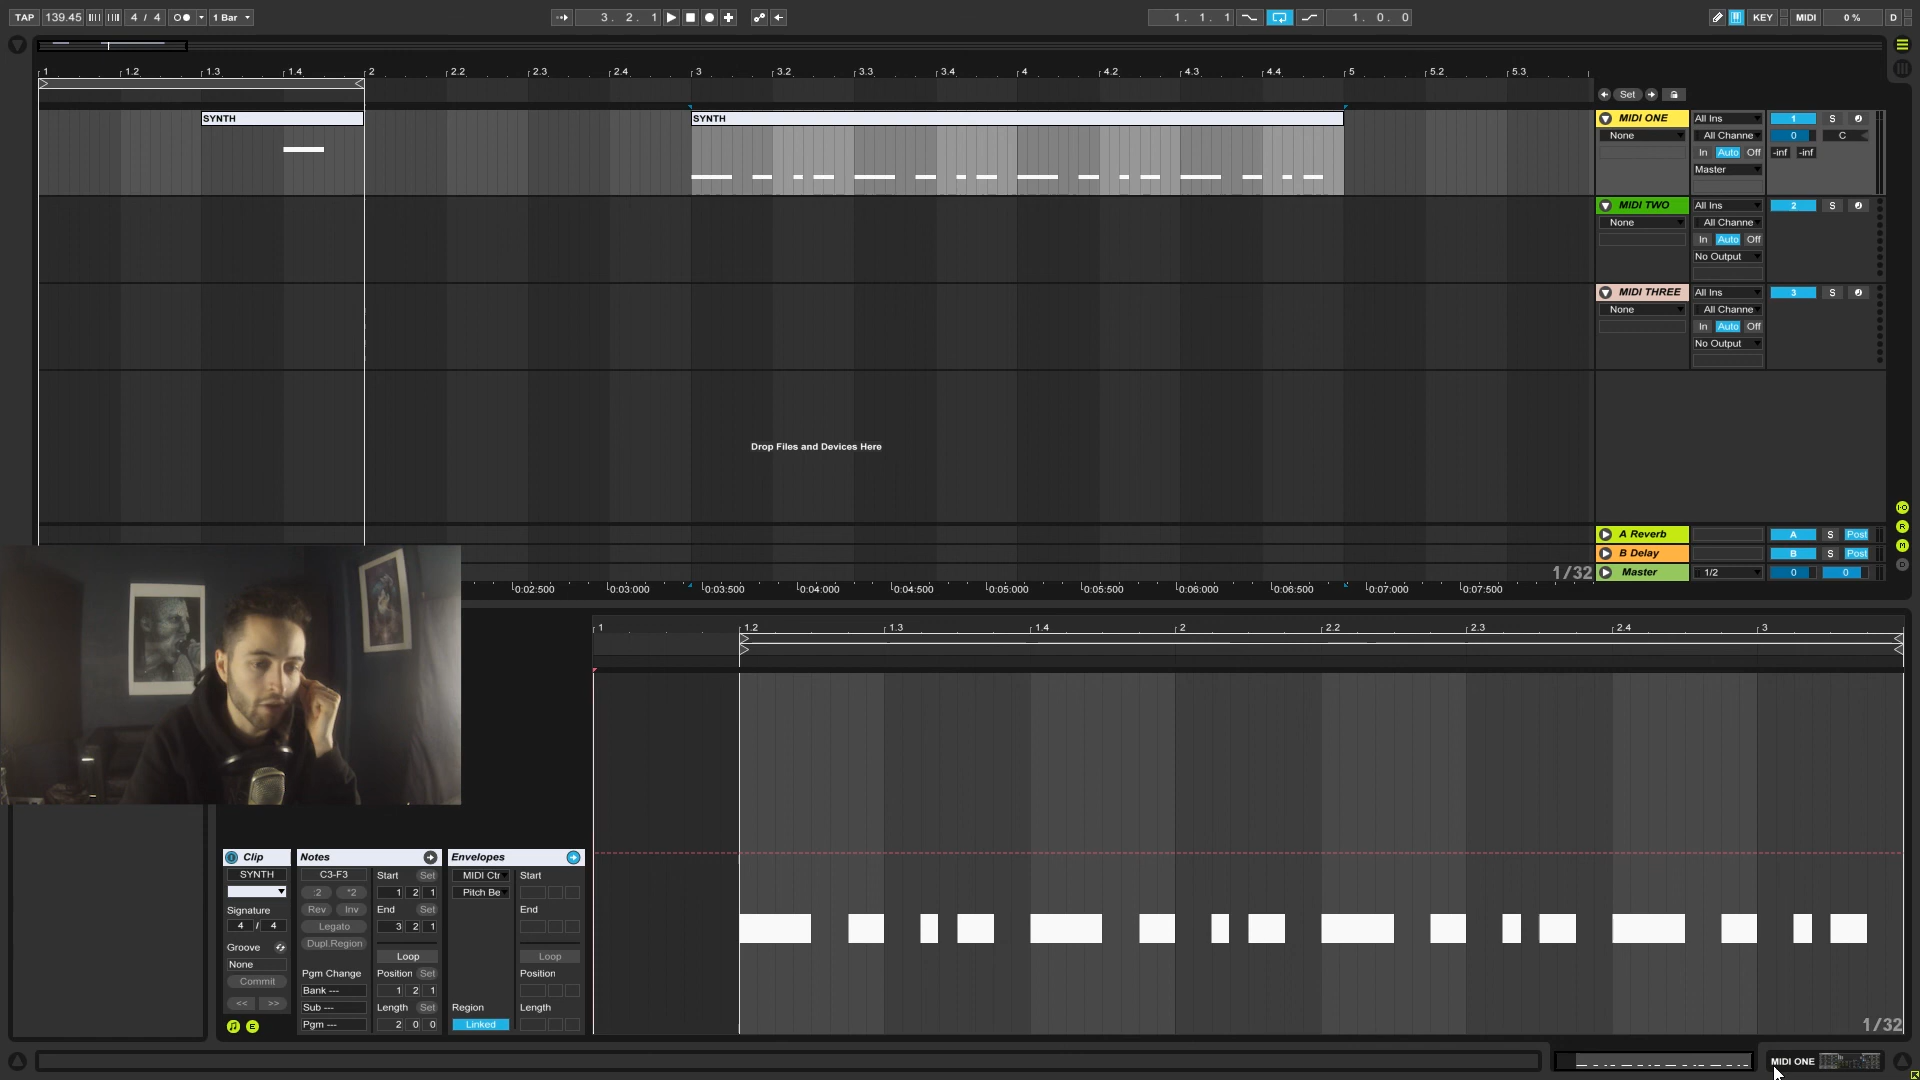 TAP 139.45 4 / 4 1 Bar 3. 2. 1 1. 1. 1 1. 0. 0 KEY MIDI 0 % D
1 1.2 1.3 1.4 2 2.2 2.3 2.4 3 3.2 3.3 3.4 4 4.2 4.3 4.4 5 5.2 5.3
Set
SYNTH SYNTH MIDI ONE All Ins 1 S
None All Channe 0 C
In Auto Off -inf -inf
Master
MIDI TWO All Ins 2 S
None All Channe
In Auto Off
No Output
MIDI THREE All Ins 3 S
None All Channe
In Auto Off
No Output
Drop Files and Devices Here
A Reverb A S Post
B Delay B S Post
1/32 Master 1/2 0 0
0:02:500 0:03:000 0:03:500 0:04:000 0:04:500 0:05:000 0:05:500 0:06:000 0:06:500 0:07:000 0:07:500
1 1.2 1.3 1.4 2 2.2 2.3 2.4 3
Clip Notes Envelopes
SYNTH C3-F3 Start Set MIDI Ctr Start
:2 *2 1 2 1 Pitch Be
Signature Rev Inv End Set End
4 / 4 Legato 3 2 1
Groove Dupl.Region Loop Loop
None
Commit Pgm Change Position Set Position
<< >> Bank --- 1 2 1
Sub --- Length Set Region Length
Pgm --- 2 0 0 Linked
1/32
MIDI ONE